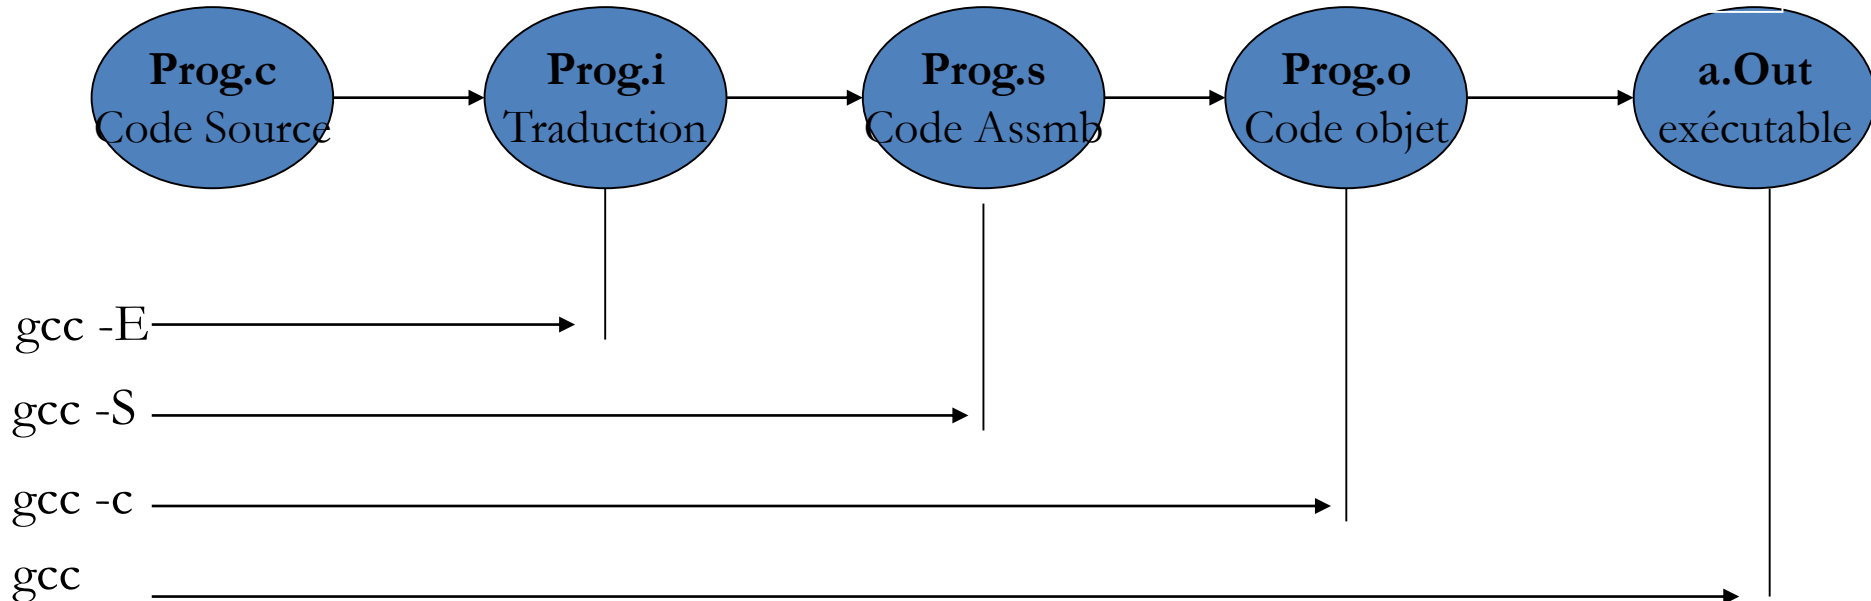 Prog.c
Code Source
Prog.i
Traduction
Prog.s
Code Assmb
Prog.o
Code objet
a.Out
exécutable
gcc -E
gcc -S
gcc -c
gcc